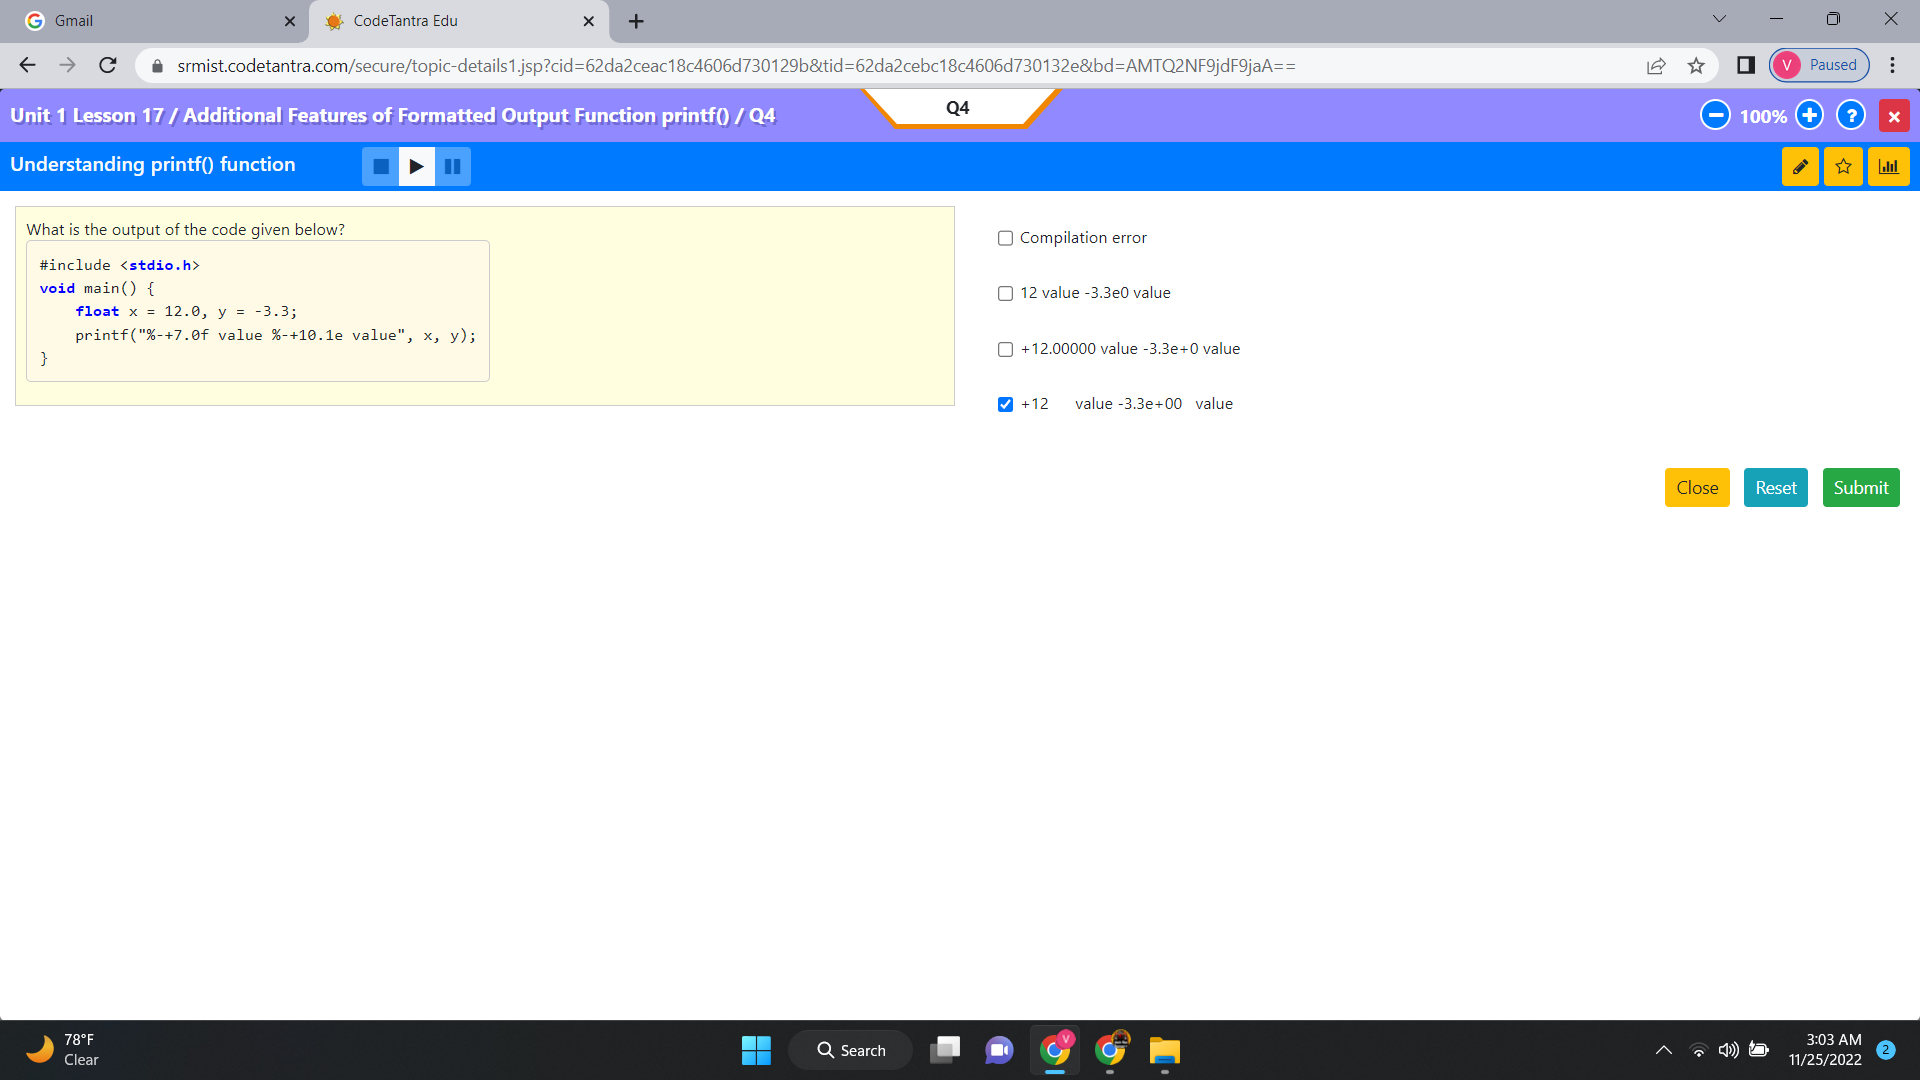 Gmail
CodeTantra Edu
srmist.codetantra.com/secure/topic-details1.jsp?cid=62da2ceac18c4606d730129b&tid=62da2cebc18c4606d730132e&bd=AMTQ2NF9jdF9jaA==
V Paused
Unit 1 Lesson 17 / Additional Features of Formatted Output Function printf() / Q4
Q4
100%
?
Understanding printf() function
What is the output of the code given below?
#include <stdio.h>
void main() {
    float x = 12.0, y = -3.3;
    printf("%-+7.0f value %-+10.1e value", x, y);
}
Compilation error
12 value -3.3e0 value
+12.00000 value -3.3e+0 value
+12    value -3.3e+00  value
Close
Reset
Submit
78°F
Clear
Search
V
3:03 AM
11/25/2022
2